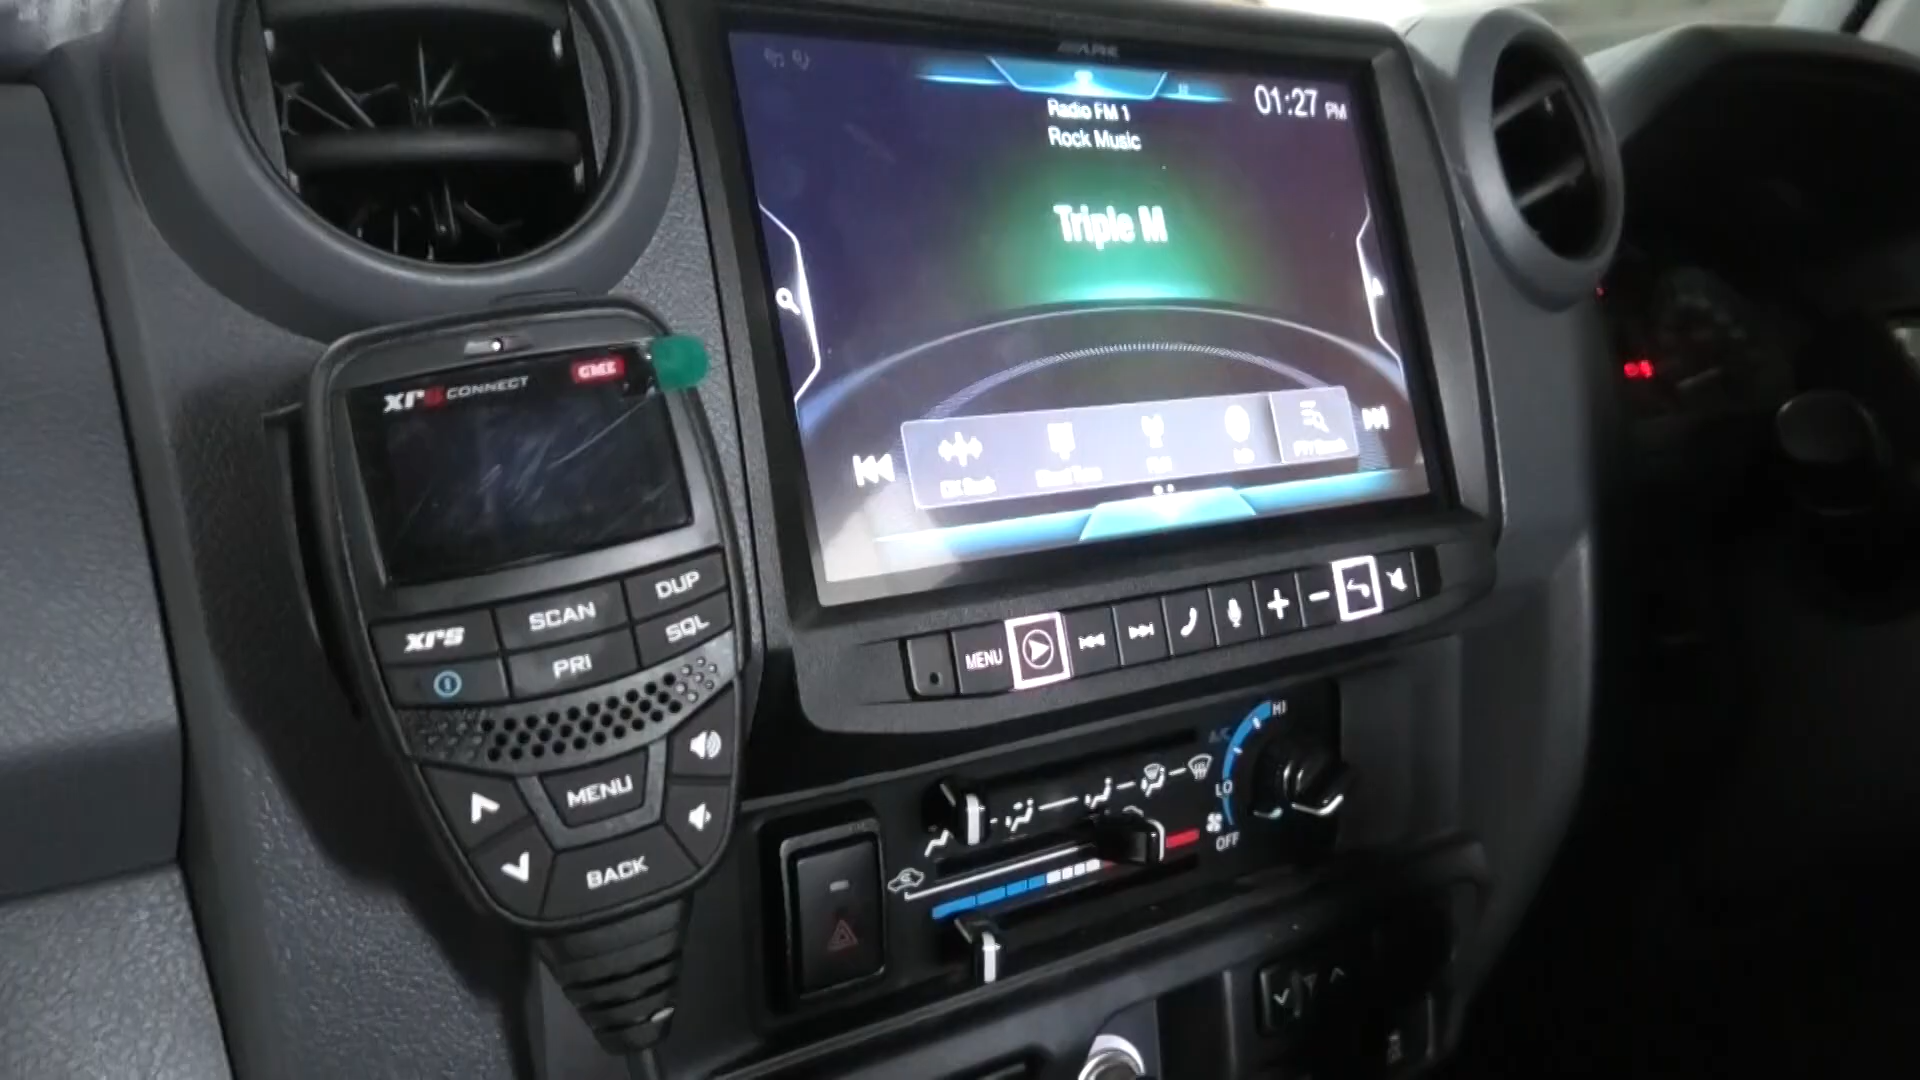 ALPINE
Radio FM 1
Rock Music
01:27 PM
Triple M
XRS CONNECT
GME
XRS
SCAN
DUP
PRI
SQL
MENU
BACK
MENU
A/C
HI
LO
OFF